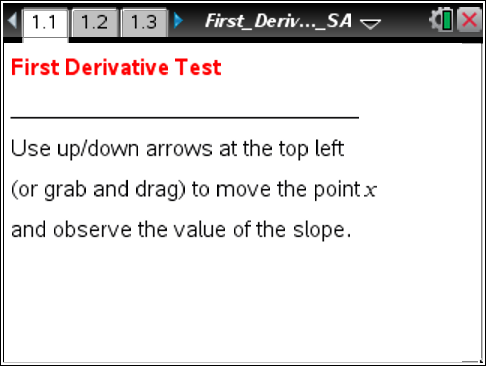 1.1 1.2 1.3 First_Deriv..._SA
First Derivative Test
Use up/down arrows at the top left
(or grab and drag) to move the point x
and observe the value of the slope.